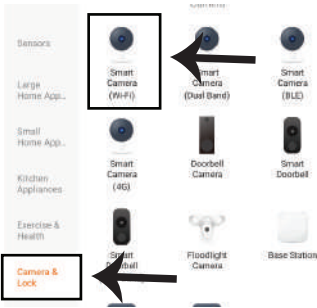 Sensors
Large
Home App...
Small
Home App...
Kitchen
Appliances
Exercise &
Health
Camera &
Lock
Smart
Camera
(Wi-Fi)
Smart
Camera
(Dual Band)
Smart
Camera
(BLE)
Smart
Camera
(4G)
Doorbell
Camera
Smart
Doorbell
Smart
Doorbell
Floodlight
Camera
Base Station